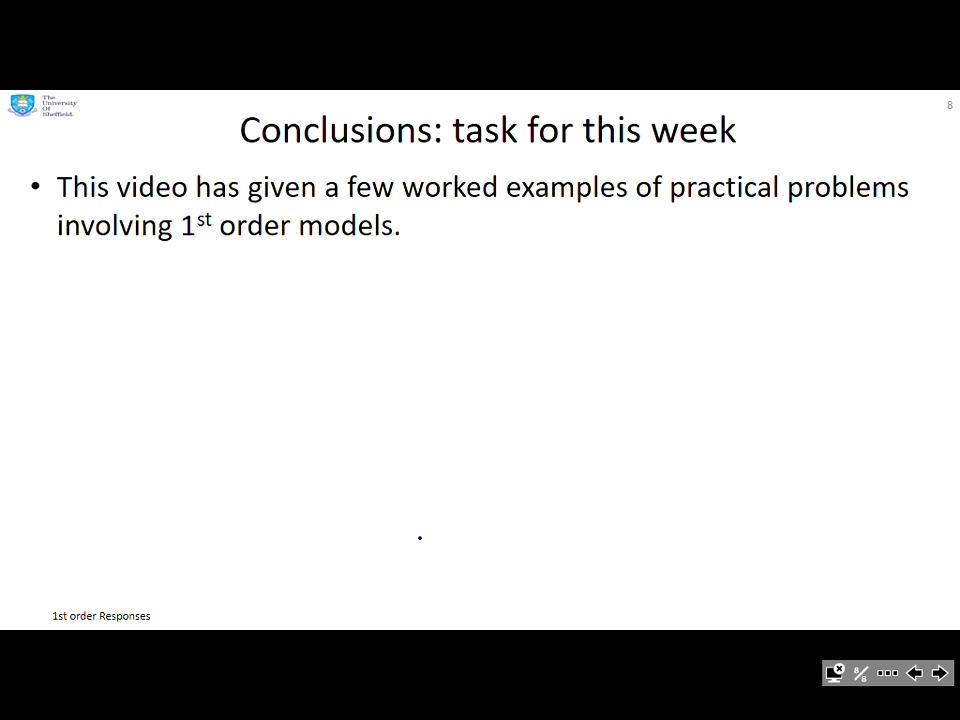 The
University
Of
Sheffield.
8
Conclusions: task for this week
• This video has given a few worked examples of practical problems
involving 1st order models.
1st order Responses
8/8